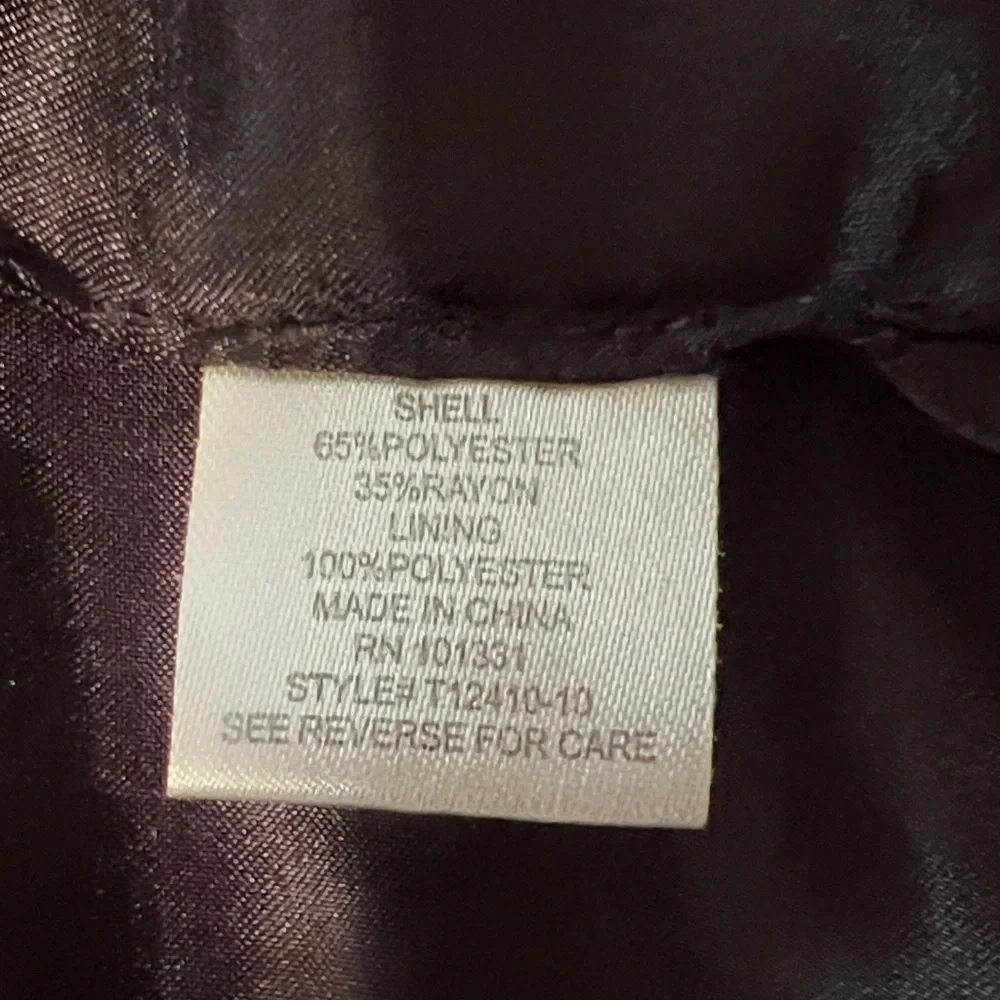 SHELL
65%POLYESTER
35%RAYON
LINING
100%POLYESTER
MADE IN CHINA
RN 101331
STYLE# T12410-10
SEE REVERSE FOR CARE